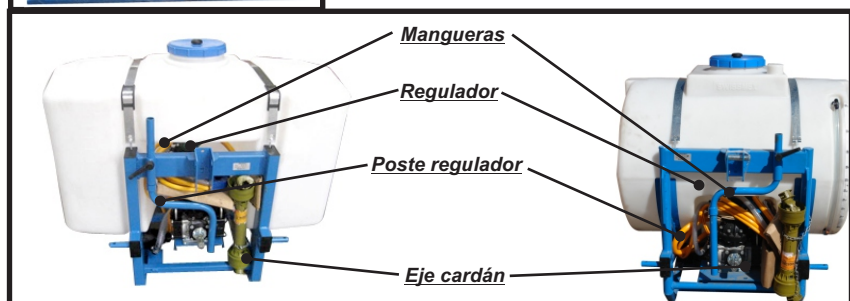 Mangueras
Regulador
Poste regulador
Eje cardán